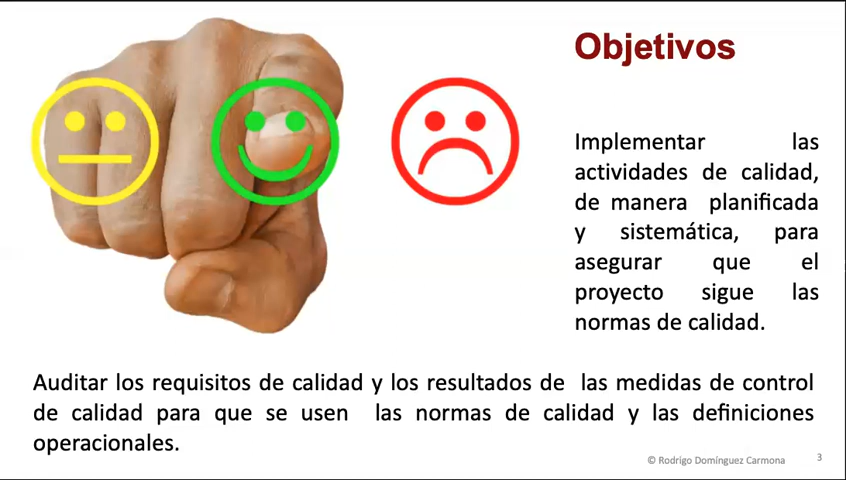 Objetivos
Implementar las
actividades de calidad,
de manera planificada
y sistemática, para
asegurar que el
proyecto sigue las
normas de calidad.
Auditar los requisitos de calidad y los resultados de las medidas de control
de calidad para que se usen las normas de calidad y las definiciones
operacionales.
© Rodrigo Domínguez Carmona
3